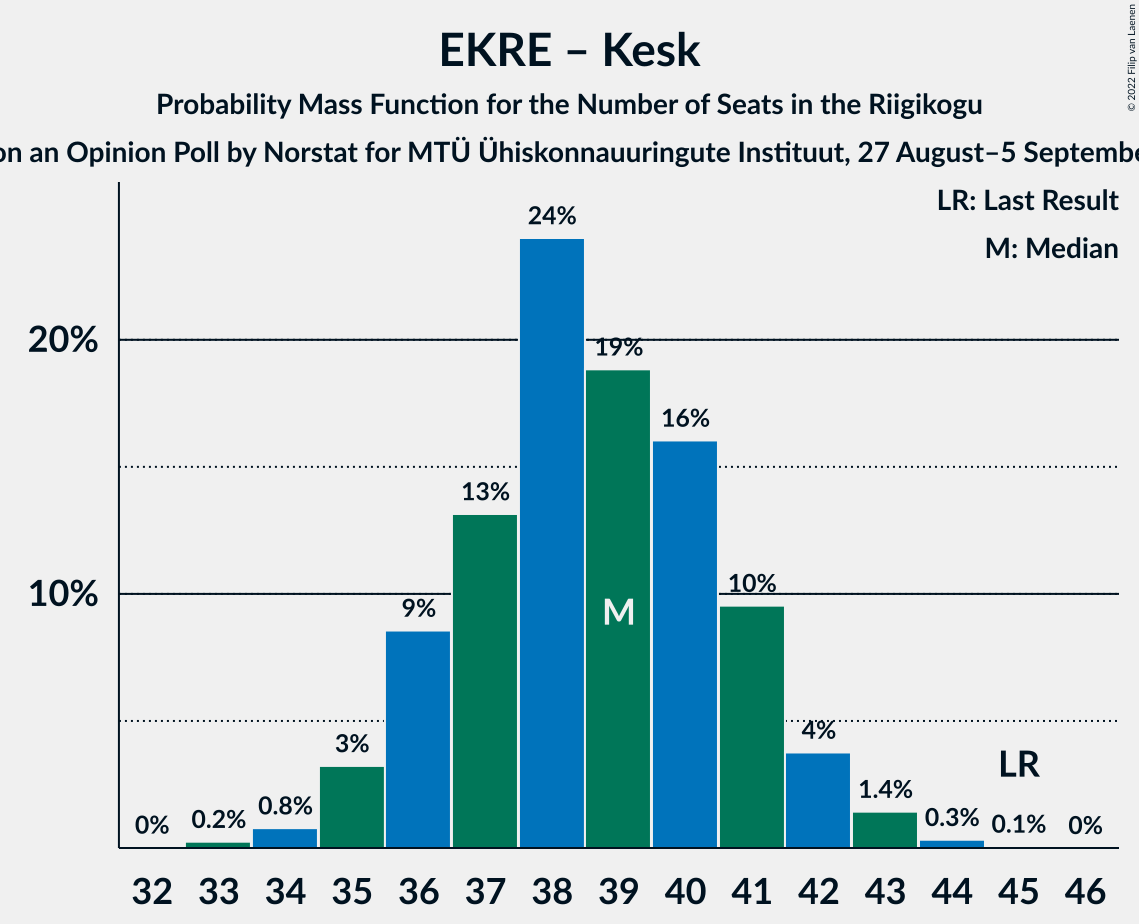 EKRE – Kesk
Probability Mass Function for the Number of Seats in the Riigikogu
on an Opinion Poll by Norstat for MTÜ Ühiskonnauuringute Instituut, 27 August–5 Septembe
© 2022 Filip van Laenen
LR: Last Result
M: Median
24%
20%
19%
16%
13%
10%
10%
9%
M
4%
3%
LR
1.4%
0.8%
0.3%
0.2%
0.1%
0%
0%
32 33 34 35 36 37 38 39 40 41 42 43 44 45 46